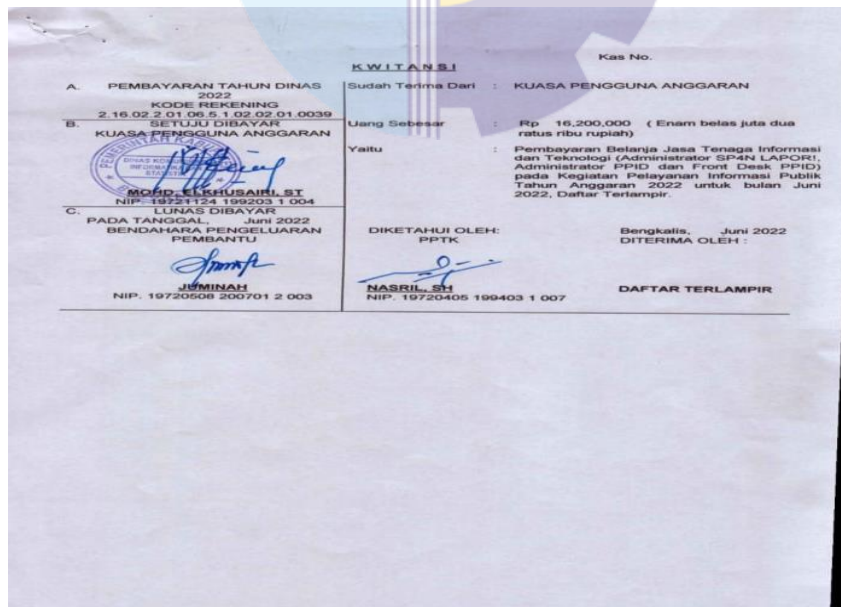 Kas No.
KWITANSI
A. PEMBAYARAN TAHUN DINAS
2022
KODE REKENING
2.16.02.2.01.06.5.1.02.02.01.0039
B. SETUJU DIBAYAR
KUASA PENGGUNA ANGGARAN
MOHD. ELKHUSAIRI, ST
NIP. 19721124 199203 1 004
C. LUNAS DIBAYAR
PADA TANGGAL, Juni 2022
BENDAHARA PENGELUARAN
PEMBANTU
JUMINAH
NIP. 19720508 200701 2 003
Sudah Terima Dari : KUASA PENGGUNA ANGGARAN
Uang Sebesar : Rp 16,200,000 ( Enam belas juta dua
ratus ribu rupiah)
Yaitu : Pembayaran Belanja Jasa Tenaga Informasi
dan Teknologi (Administrator SP4N LAPOR!,
Administrator PPID dan Front Desk PPID)
pada Kegiatan Pelayanan Informasi Publik
Tahun Anggaran 2022 untuk bulan Juni
2022, Daftar Terlampir.
DIKETAHUI OLEH:
PPTK
NASRIL, SH
NIP. 19720405 199403 1 007
Bengkalis, Juni 2022
DITERIMA OLEH :
DAFTAR TERLAMPIR